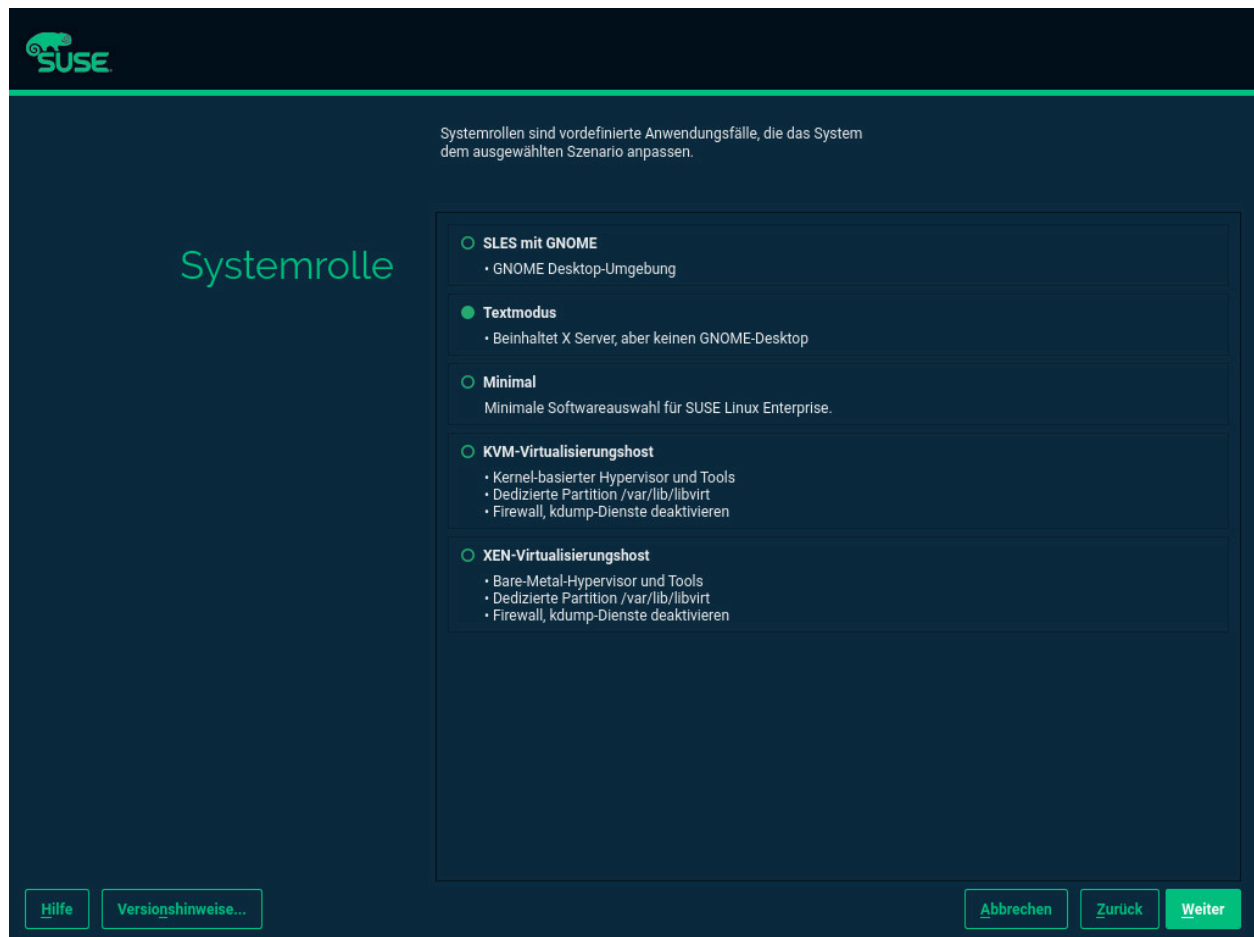 SUSE
Systemrollen sind vordefinierte Anwendungsfälle, die das System
dem ausgewählten Szenario anpassen.
Systemrolle
SLES mit GNOME
• GNOME Desktop-Umgebung
Textmodus
• Beinhaltet X Server, aber keinen GNOME-Desktop
Minimal
Minimale Softwareauswahl für SUSE Linux Enterprise.
KVM-Virtualisierungshost
• Kernel-basierter Hypervisor und Tools
• Dedizierte Partition /var/lib/libvirt
• Firewall, kdump-Dienste deaktivieren
XEN-Virtualisierungshost
• Bare-Metal-Hypervisor und Tools
• Dedizierte Partition /var/lib/libvirt
• Firewall, kdump-Dienste deaktivieren
Hilfe
Versionshinweise...
Abbrechen
Zurück
Weiter